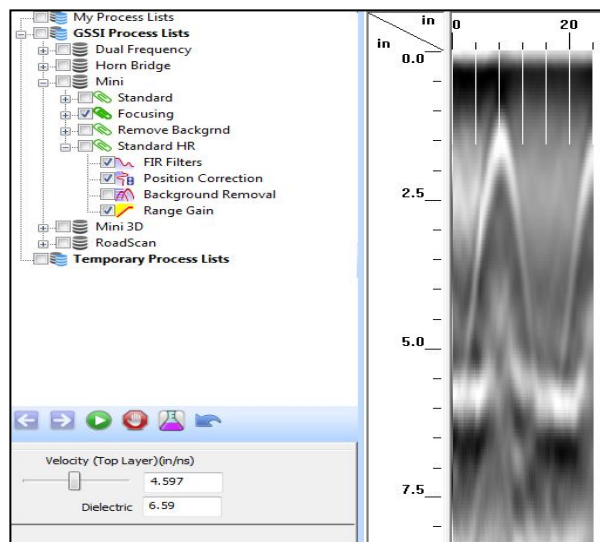 My Process Lists
GSSI Process Lists
Dual Frequency
Horn Bridge
Mini
Standard
Focusing
Remove Backgrnd
Standard HR
FIR Filters
Position Correction
Background Removal
Range Gain
Mini 3D
RoadScan
Temporary Process Lists
Velocity (Top Layer)(in/ns)
4.597
Dielectric 6.59
in 0 20
in
0.0
2.5
5.0
7.5